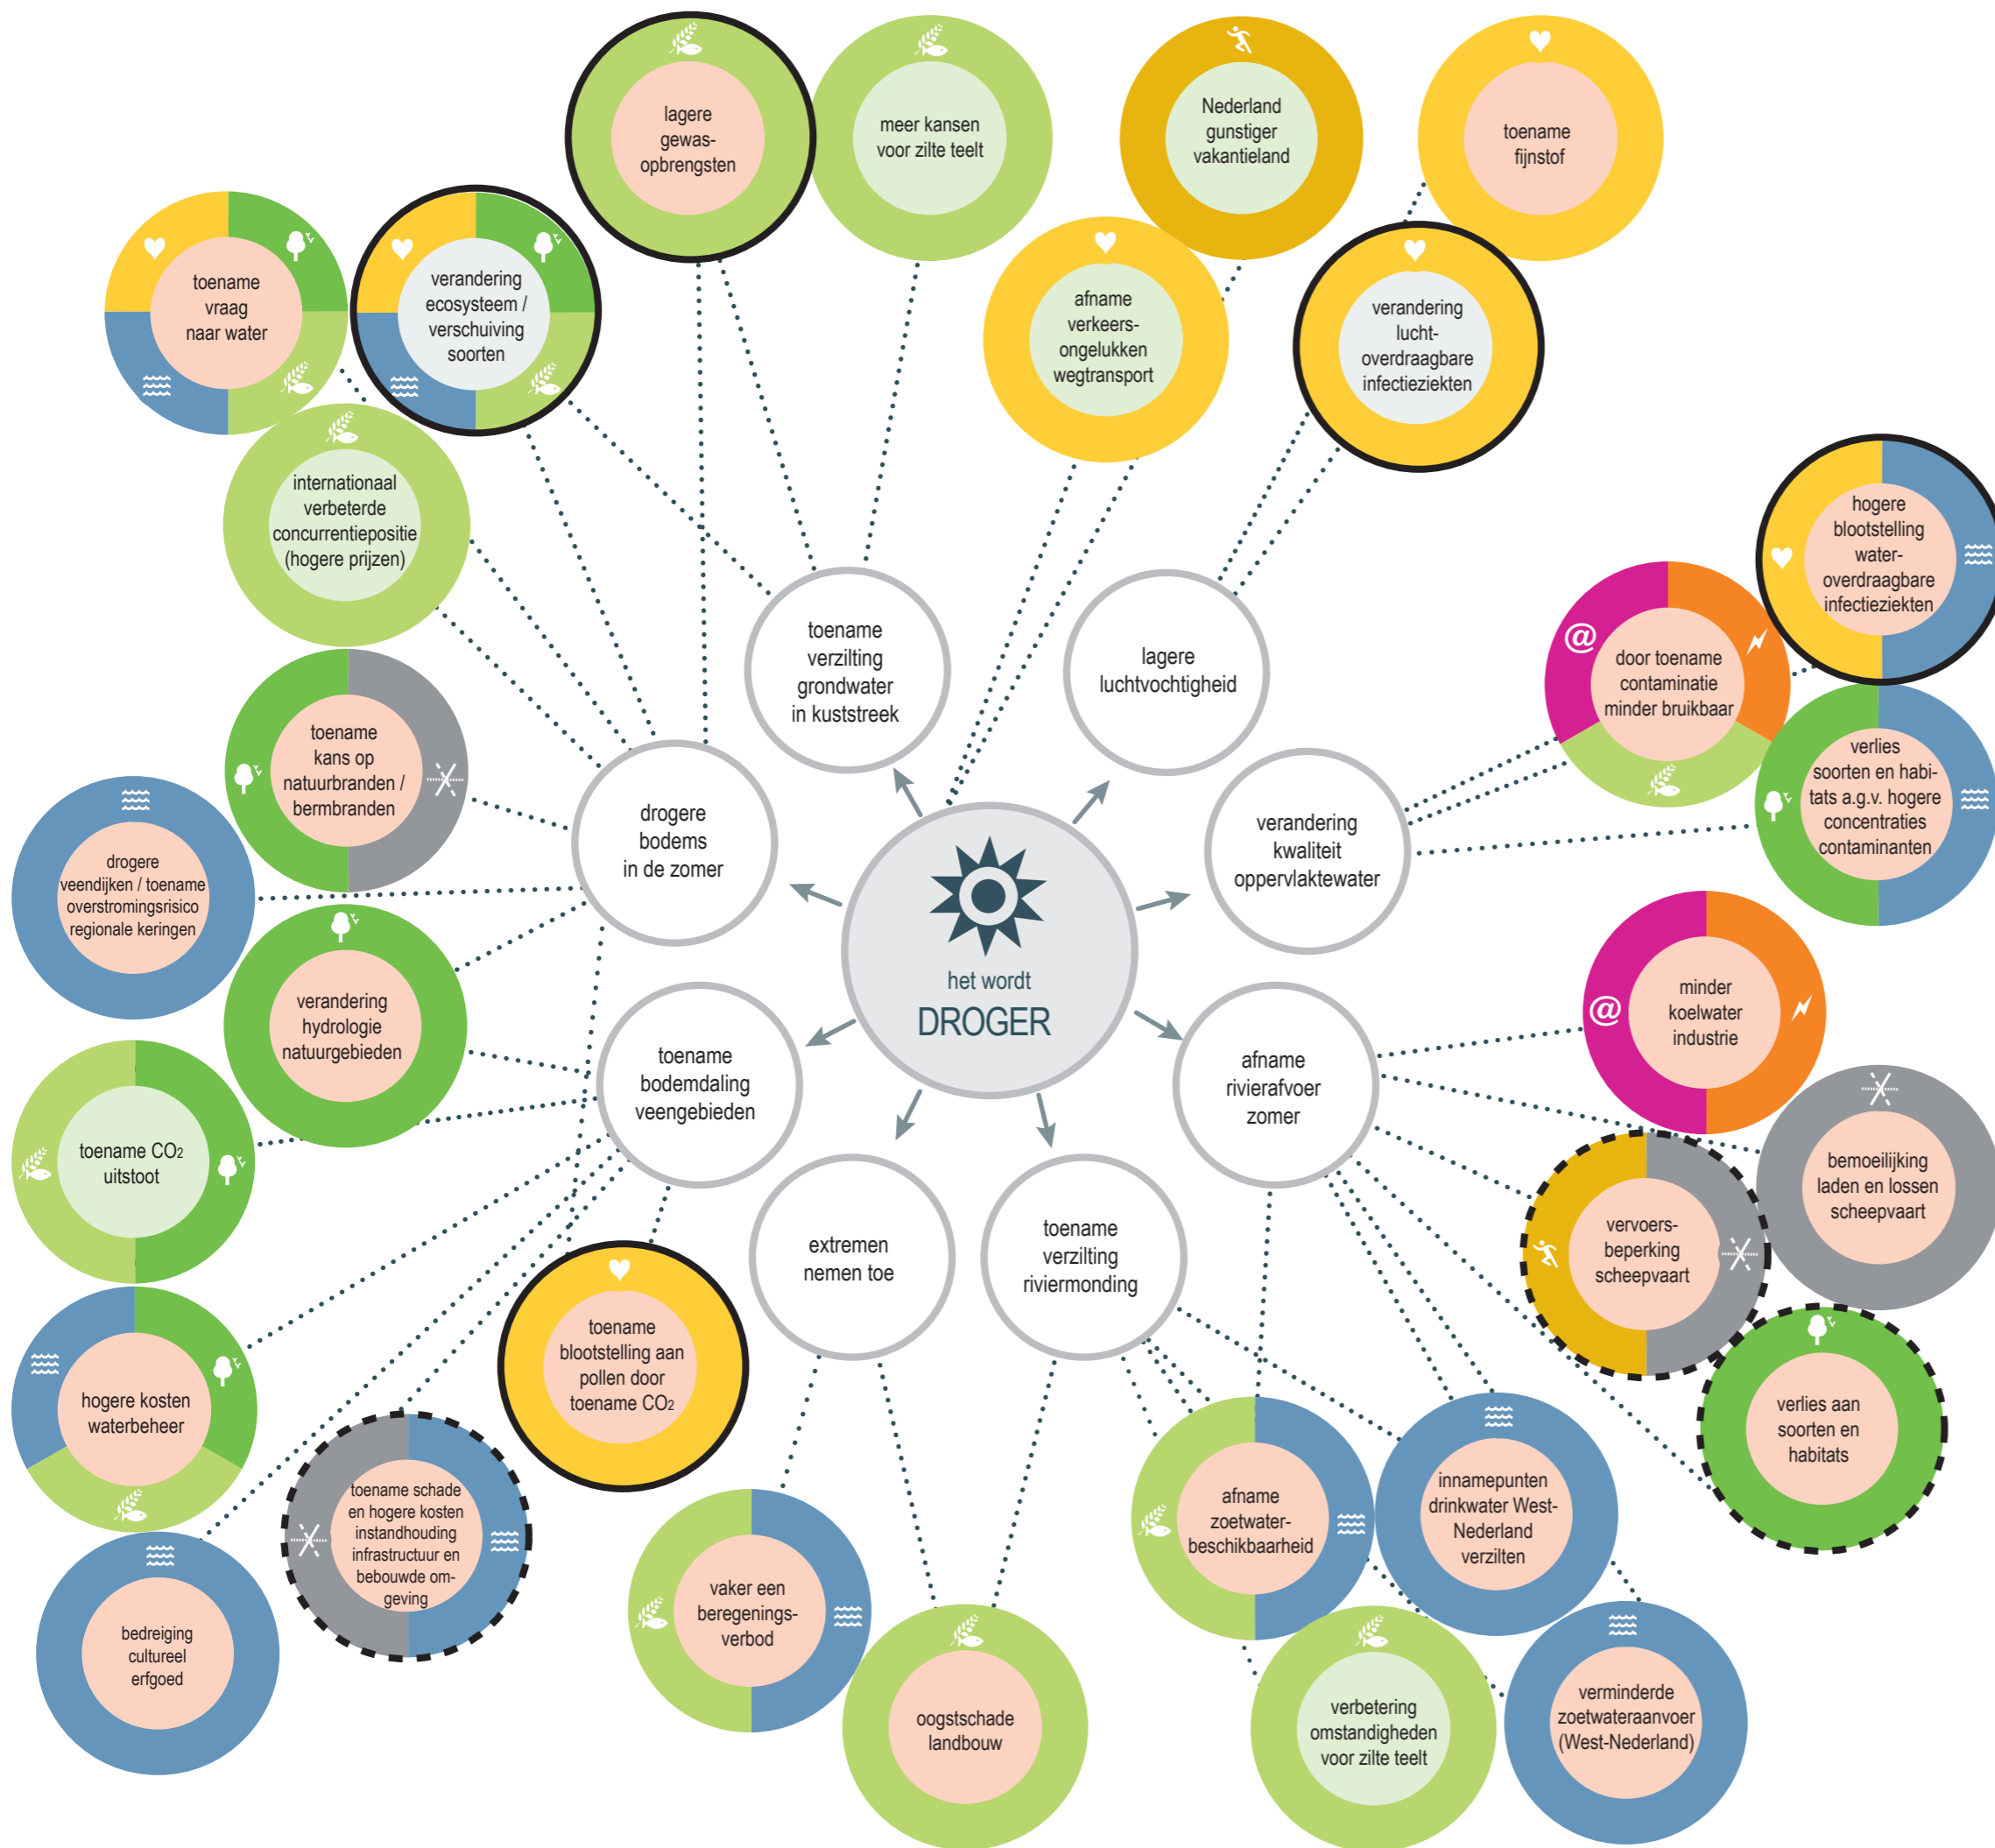 lagere
gewas-
opbrengsten
meer kansen
voor zilte teelt
Nederland
gunstiger
vakantieland
toename
fijnstof
toename
vraag
naar water
verandering
ecosysteem /
verschuiving
soorten
afname
verkeers-
ongelukken
wegtransport
verandering
lucht-
overdraagbare
infectieziekten
internationaal
verbeterde
concurrentiepositie
(hogere prijzen)
hogere
blootstelling
water-
overdraagbare
infectieziekten
toename
verzilting
grondwater
in kuststreek
lagere
luchtvochtigheid
@
door toename
contaminatie
minder bruikbaar
toename
kans op
natuurbranden /
bermbranden
drogere
bodems
in de zomer
verandering
kwaliteit
oppervlaktewater
verlies
soorten en habi-
tats a.g.v. hogere
concentraties
contaminanten
drogere
veendijken / toename
overstromingsrisico
regionale keringen
het wordt
DROGER
verandering
hydrologie
natuurgebieden
@
minder
koelwater
industrie
toename
bodemdaling
veengebieden
afname
rivierafvoer
zomer
toename CO2
uitstoot
bemoeilijking
laden en lossen
scheepvaart
extremen
nemen toe
toename
verzilting
riviermonding
vervoers-
beperking
scheepvaart
toename
blootstelling aan
pollen door
toename CO2
hogere kosten
waterbeheer
verlies aan
soorten en
habitats
toename schade
en hogere kosten
instandhouding
infrastructuur en
bebouwde om-
geving
afname
zoetwater-
beschikbaarheid
innamepunten
drinkwater West-
Nederland
verzilten
vaker een
beregenings-
verbod
bedreiging
cultureel
erfgoed
oogstschade
landbouw
verbetering
omstandigheden
voor zilte teelt
verminderde
zoetwateraanvoer
(West-Nederland)